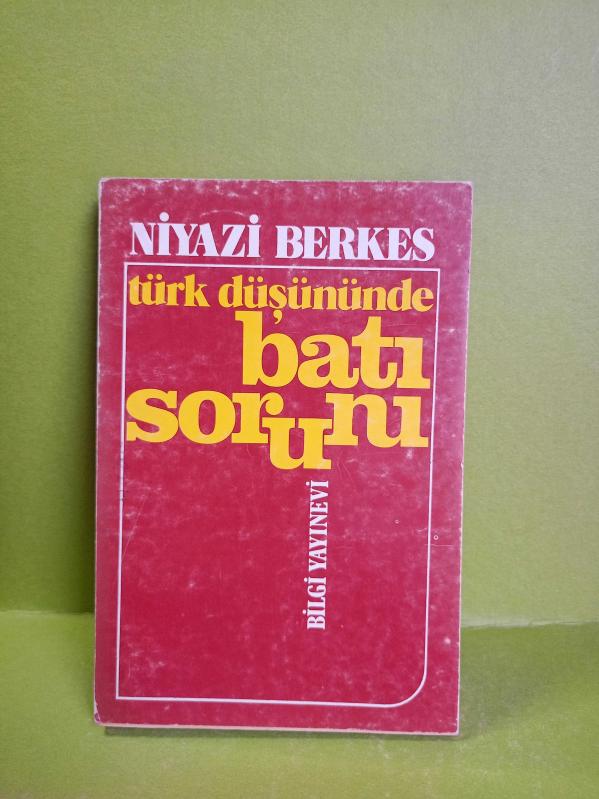 NİYAZİ BERKES
türk düşününde
batı
sorunu
BİLGİ YAYINEVİ